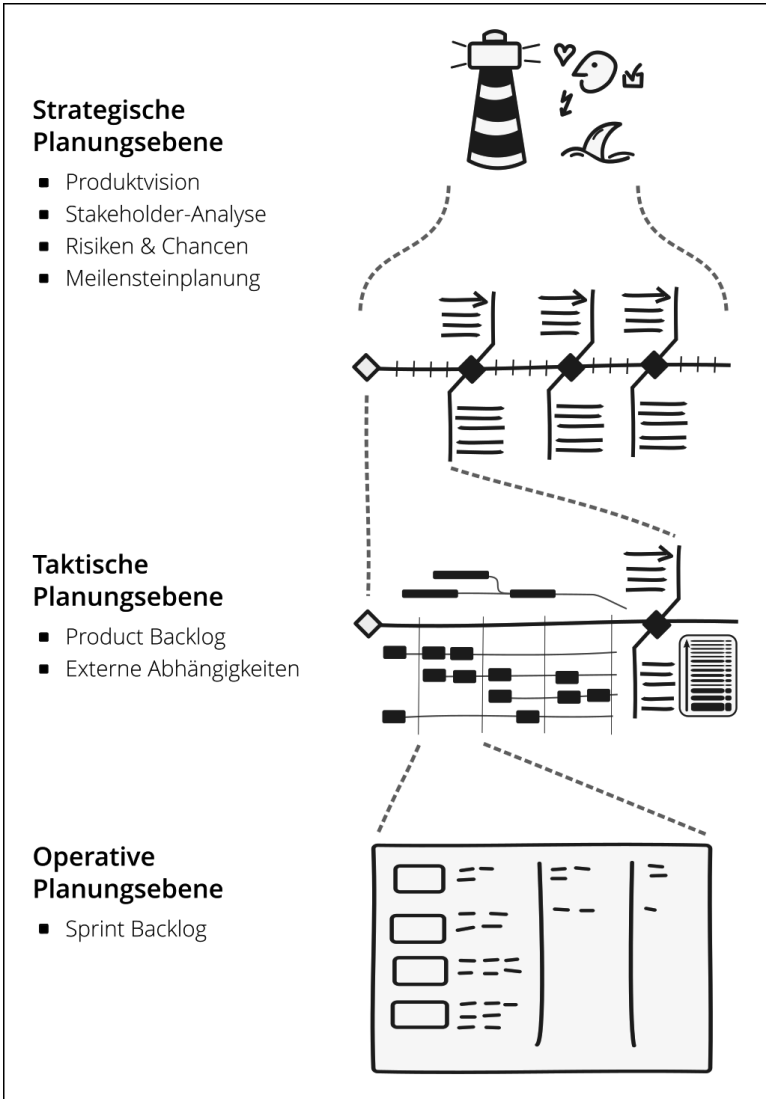 Strategische
Planungsebene
Produktvision
Stakeholder-Analyse
Risiken & Chancen
Meilensteinplanung
Taktische
Planungsebene
Product Backlog
Externe Abhängigkeiten
Operative
Planungsebene
Sprint Backlog